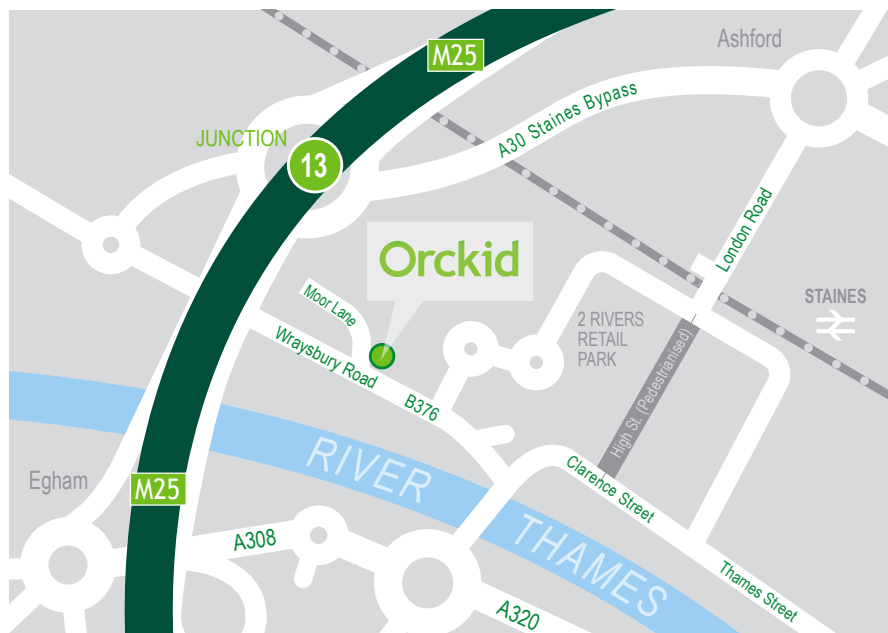 M25
Ashford
A30 Staines Bypass
JUNCTION
13
London Road
Orckid
Moor Lane
STAINES
2 RIVERS
RETAIL
PARK
Wraysbury Road
High St. (Pedestrianised)
B376
RIVER
Clarence Street
Egham
M25
THAMES
A308
Thames Street
A320